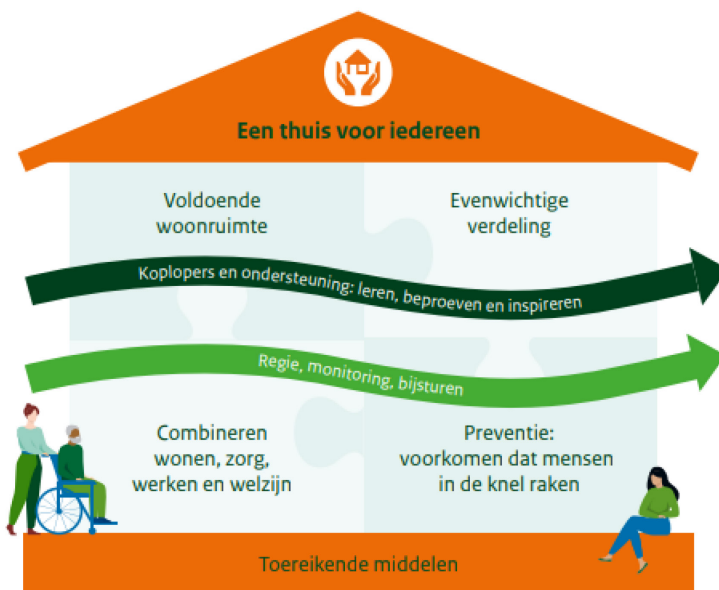 Een thuis voor iedereen
Voldoende
woonruimte
Evenwichtige
verdeling
Koplopers en ondersteuning: leren, beproeven en inspireren
Regie, monitoring, bijsturen
Combineren
wonen, zorg,
werken en welzijn
Preventie:
voorkomen dat mensen
in de knel raken
Toereikende middelen